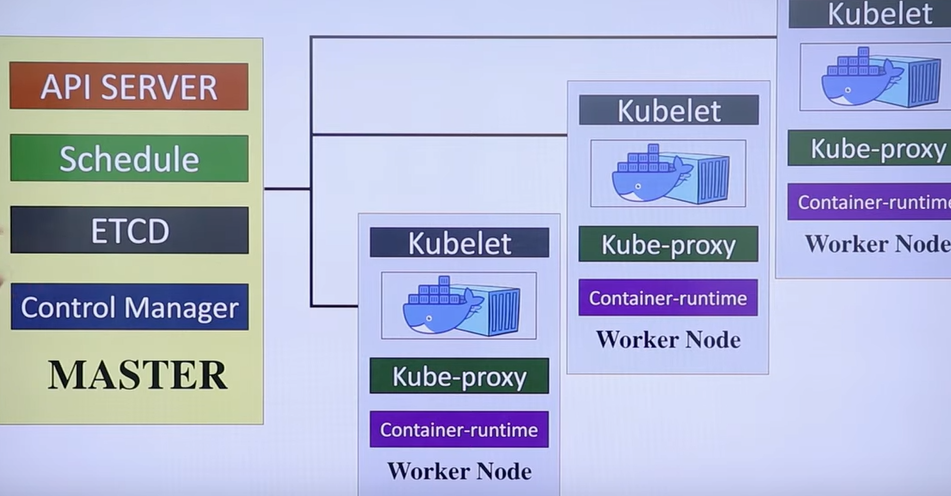 API SERVER
Schedule
ETCD
Control Manager
MASTER
Kubelet
Kube-proxy
Container-runtime
Worker Node
Kubelet
Kube-proxy
Container-runtime
Worker Node
Kubelet
Kube-proxy
Container-runtime
Worker Node